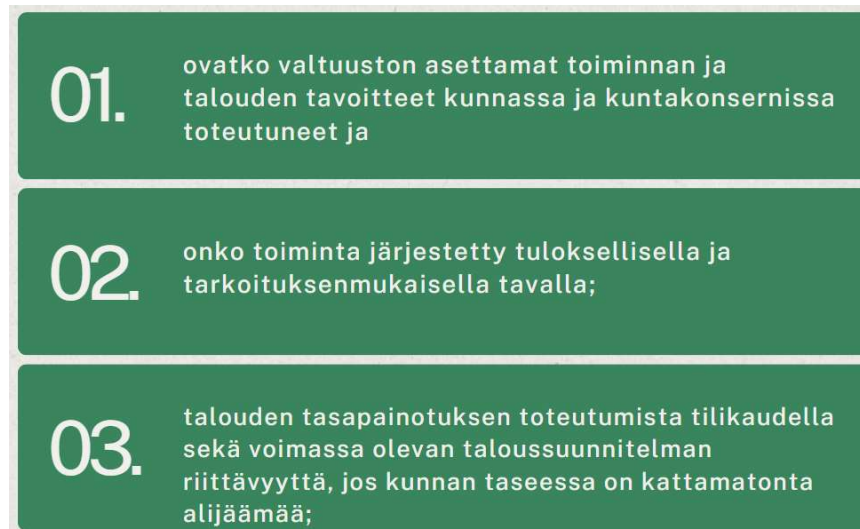 01.
ovatko valtuuston asettamat toiminnan ja
talouden tavoitteet kunnassa ja kuntakonsernissa
toteutuneet ja
02.
onko toiminta järjestetty tuloksellisella ja
tarkoituksenmukaisella tavalla;
03.
talouden tasapainotuksen toteutumista tilikaudella
sekä voimassa olevan taloussuunnitelman
riittävyyttä, jos kunnan taseessa on kattamatonta
alijäämää;